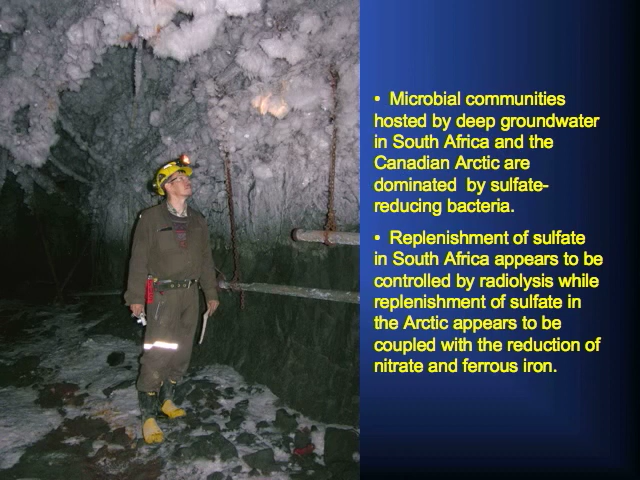 • Microbial communities
hosted by deep groundwater
in South Africa and the
Canadian Arctic are
dominated by sulfate-
reducing bacteria.
• Replenishment of sulfate
in South Africa appears to be
controlled by radiolysis while
replenishment of sulfate in
the Arctic appears to be
coupled with the reduction of
nitrate and ferrous iron.